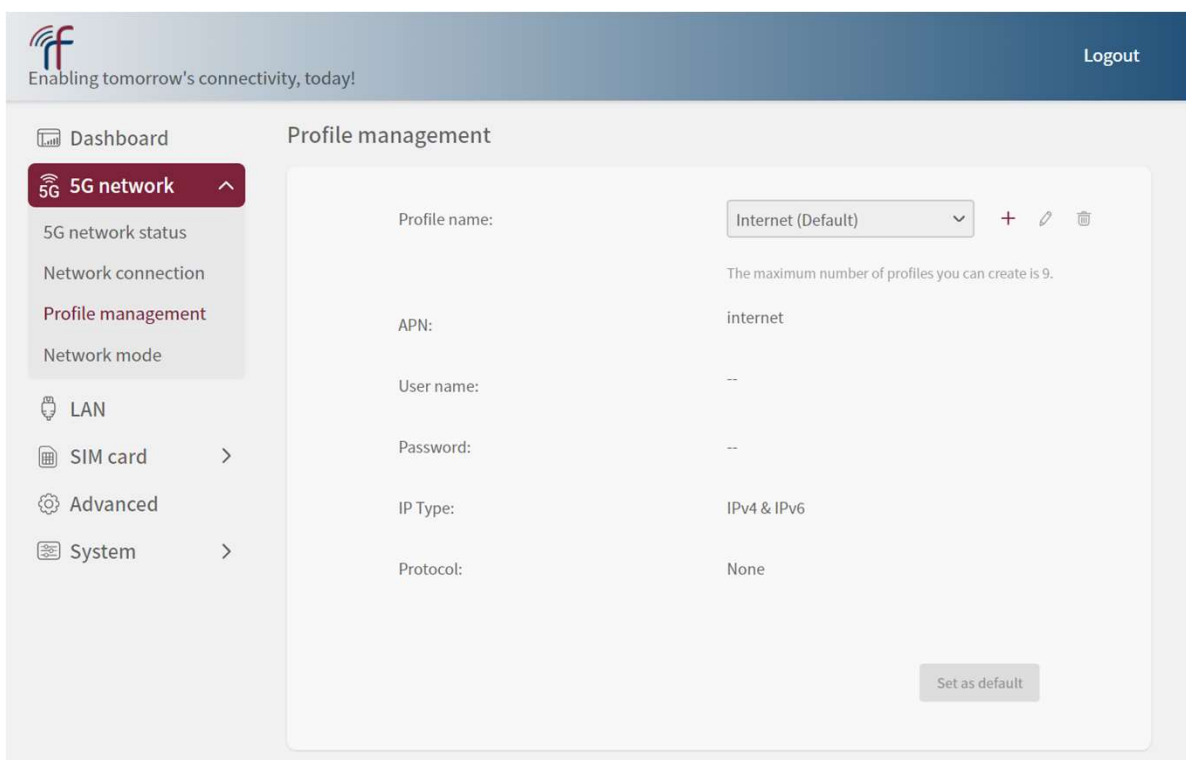 Enabling tomorrow's connectivity, today!
Logout
Dashboard
5G 5G network
5G network status
Network connection
Profile management
Network mode
LAN
SIM card
Advanced
System
Profile management
Profile name:
Internet (Default)
The maximum number of profiles you can create is 9.
APN:
internet
User name:
--
Password:
--
IP Type:
IPv4 & IPv6
Protocol:
None
Set as default